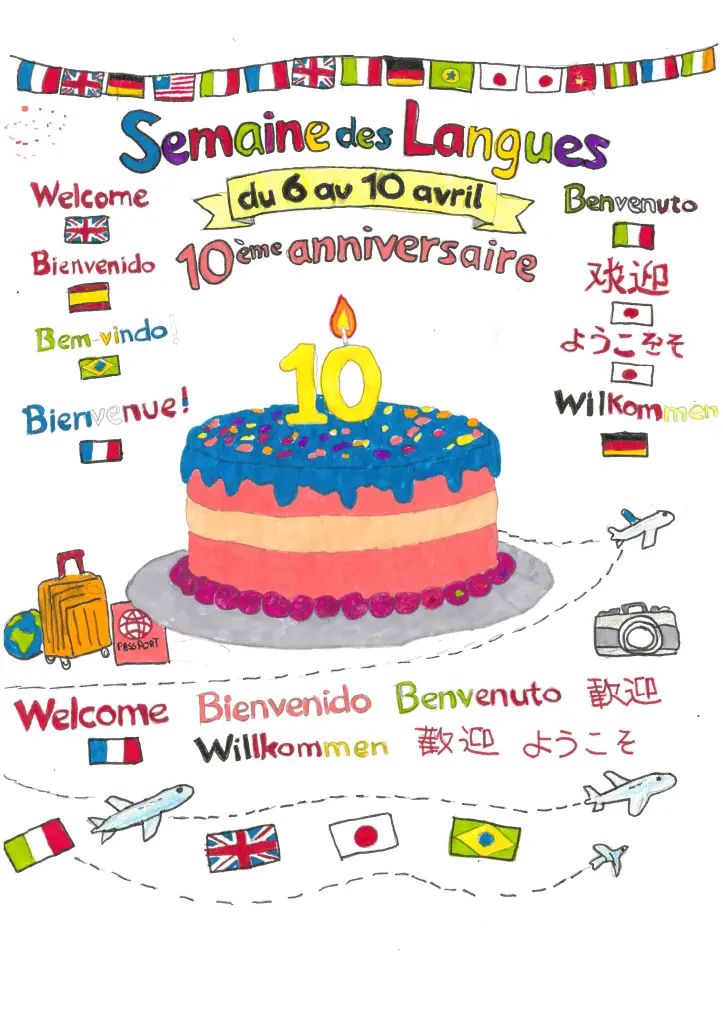 Semaine des Langues
du 6 au 10 avril
10ème anniversaire
Welcome
Bienvenido
Bem-vindo!
Bienvenue!
Benvenuto
欢迎
ようこそ
Willkommen
10
PASSPORT
Welcome Bienvenido Benvenuto 歡迎
Willkommen 歡迎 ようこそ